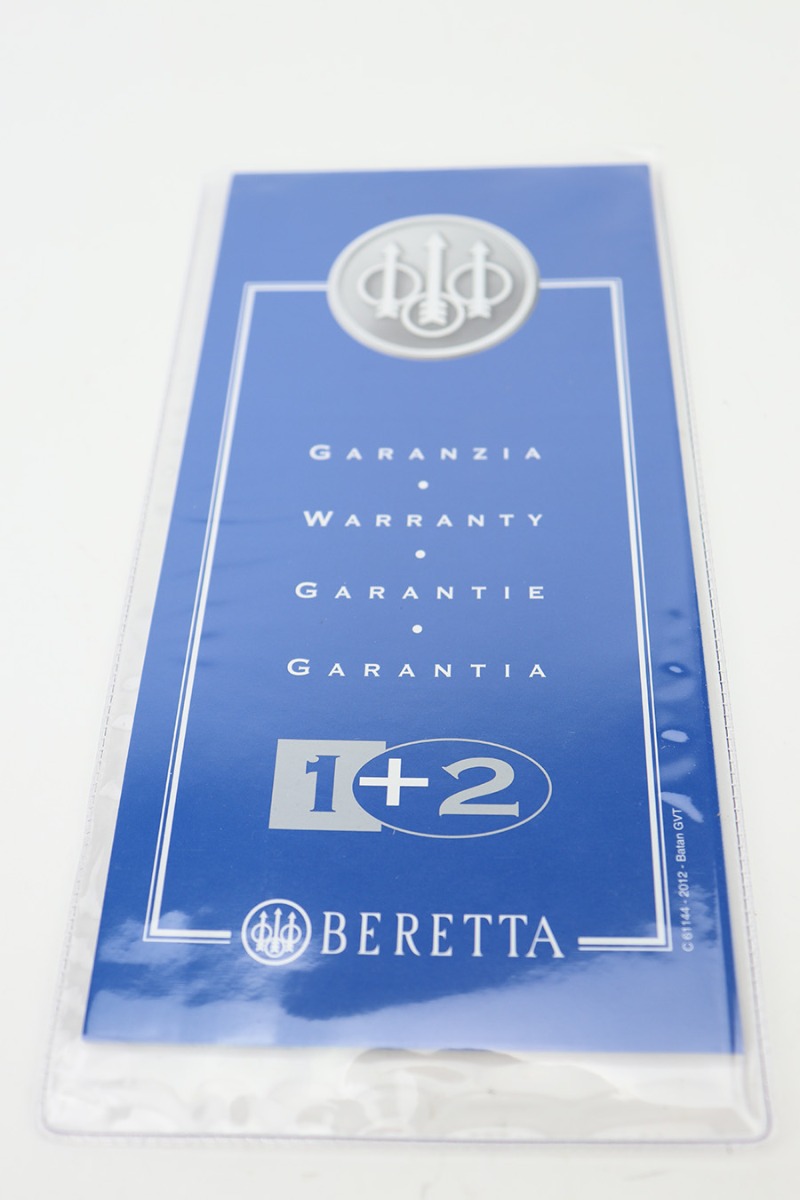 GARANZIA
•
WARRANTY
•
GARANTIE
•
GARANTIA
1+2
BERETTA
C 61144 - 2012 - Batan GVT